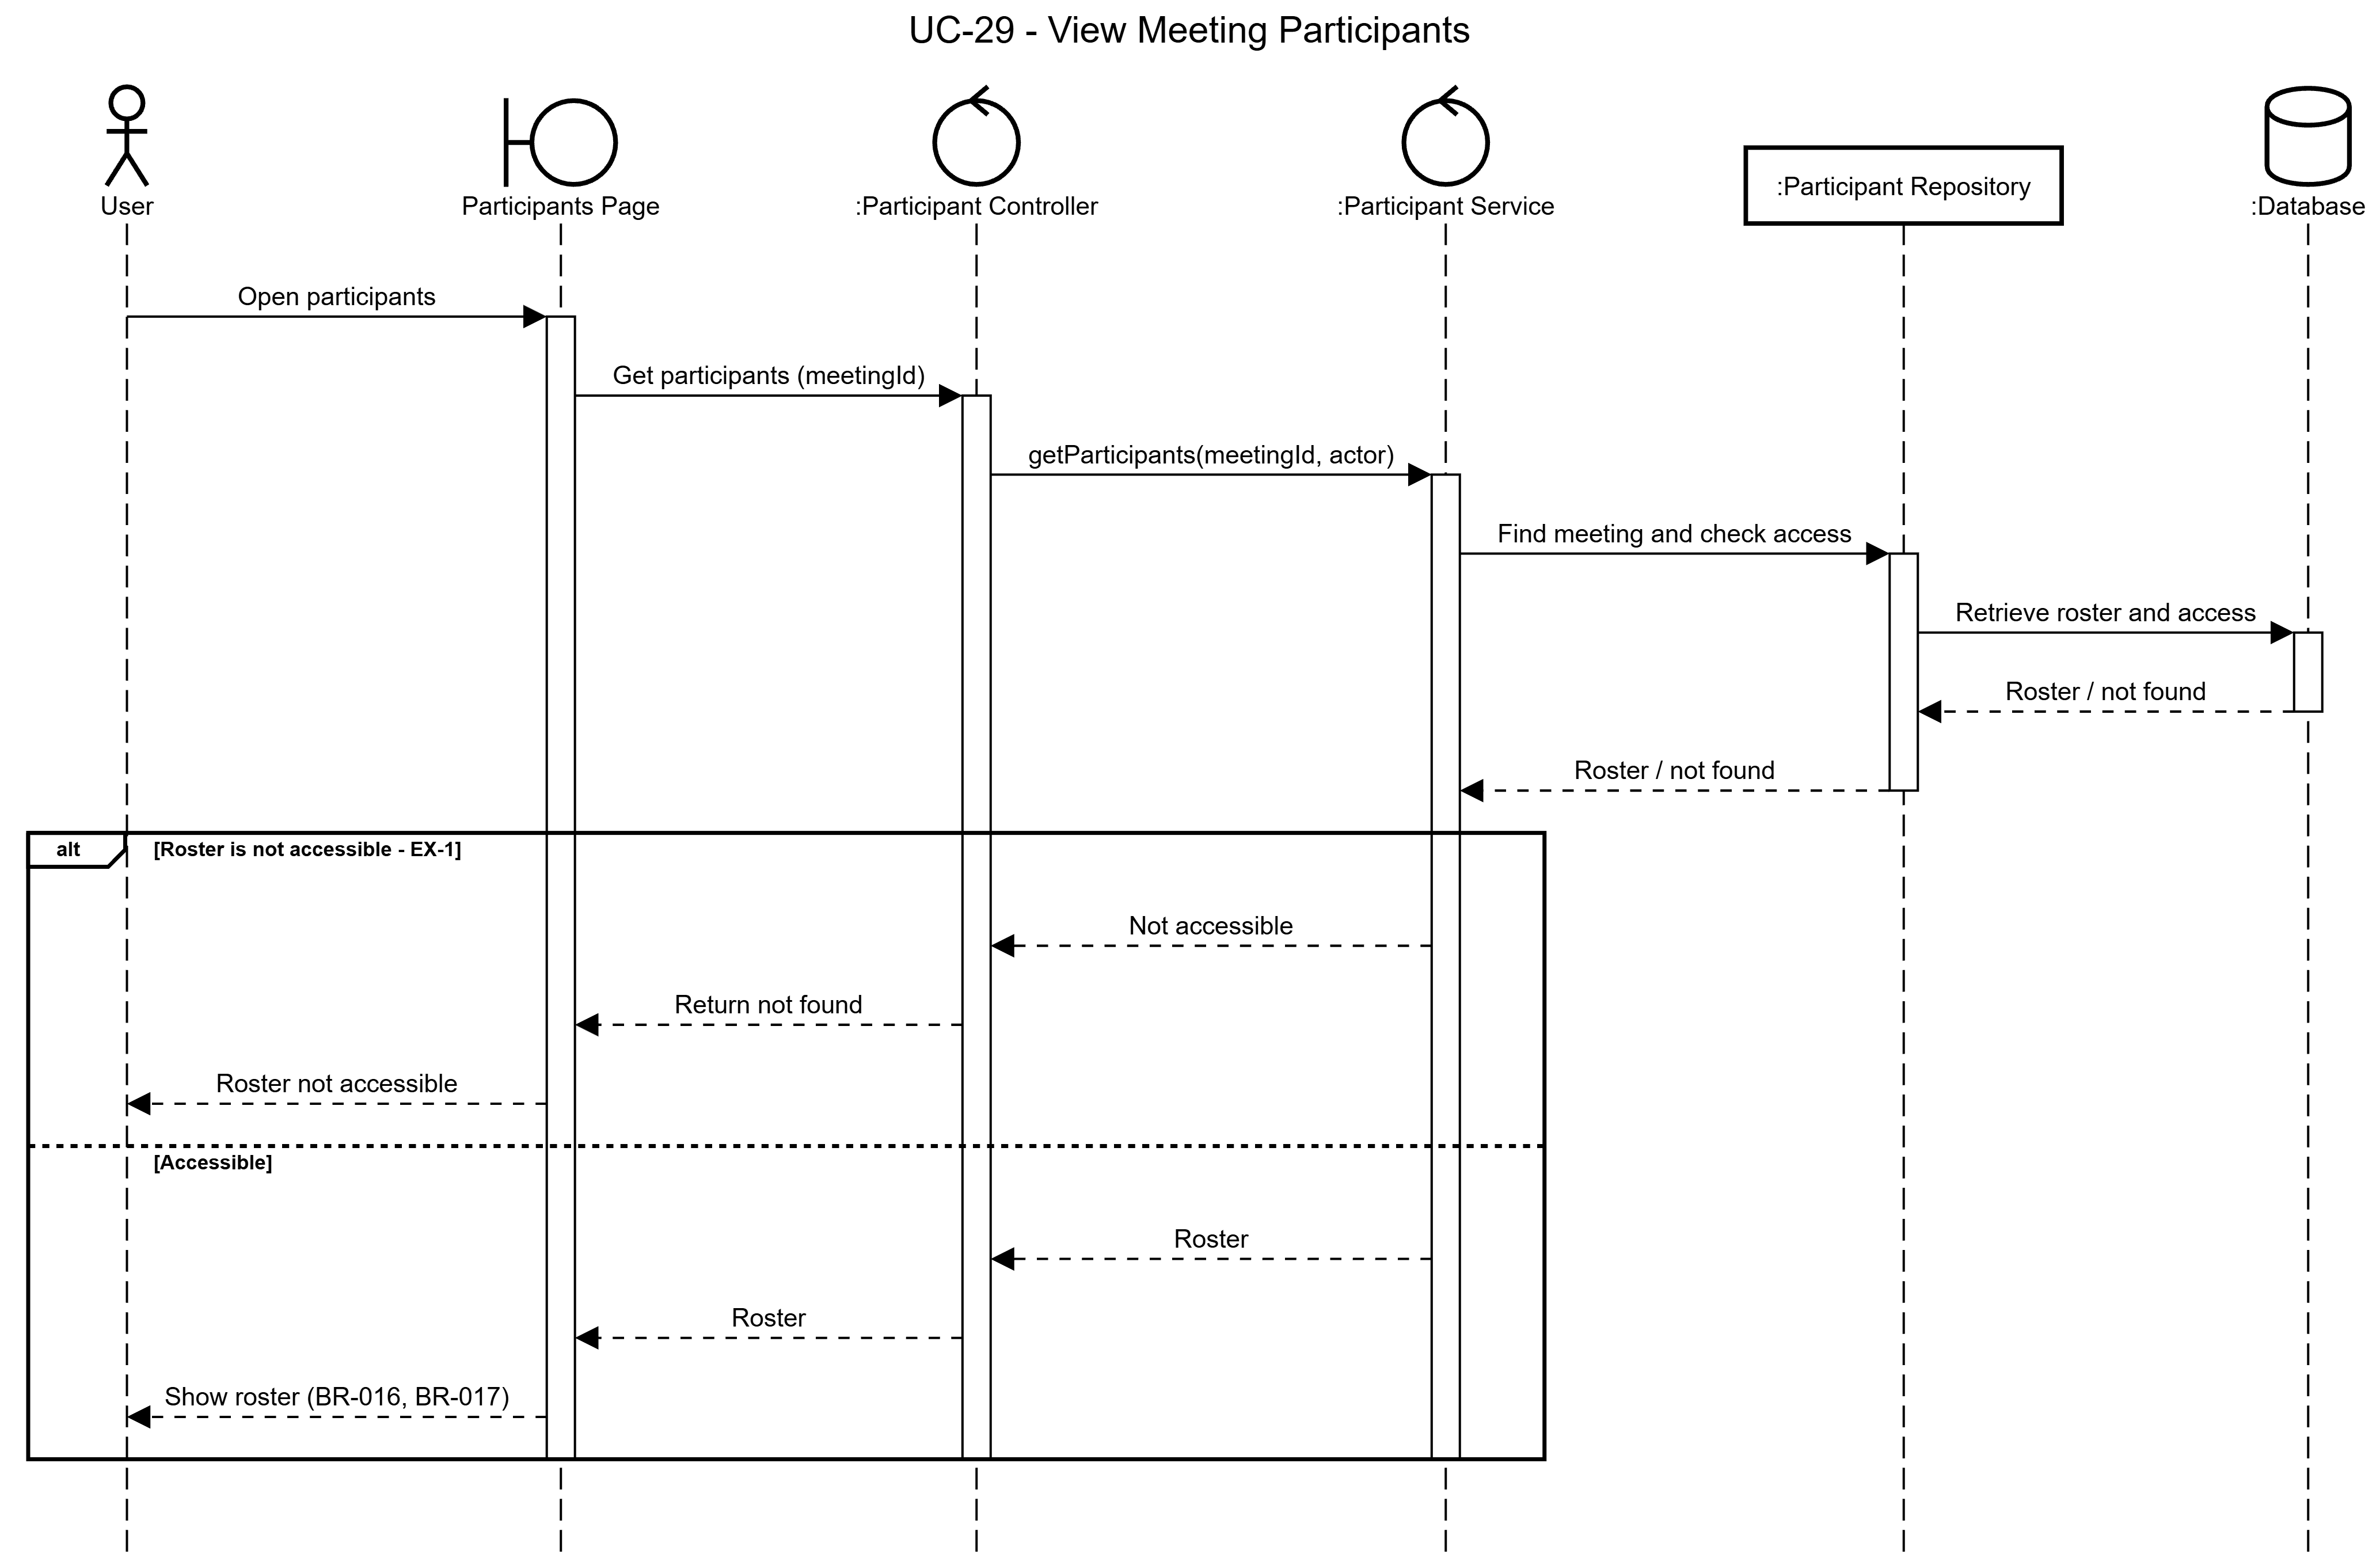 UC-29 - View Meeting Participants
User
Participants Page
:Participant Controller
:Participant Service
:Participant Repository
:Database
Open participants
Get participants (meetingId)
getParticipants(meetingId, actor)
Find meeting and check access
Retrieve roster and access
Roster / not found
Roster / not found
alt
[Roster is not accessible - EX-1]
Not accessible
Return not found
Roster not accessible
[Accessible]
Roster
Roster
Show roster (BR-016, BR-017)